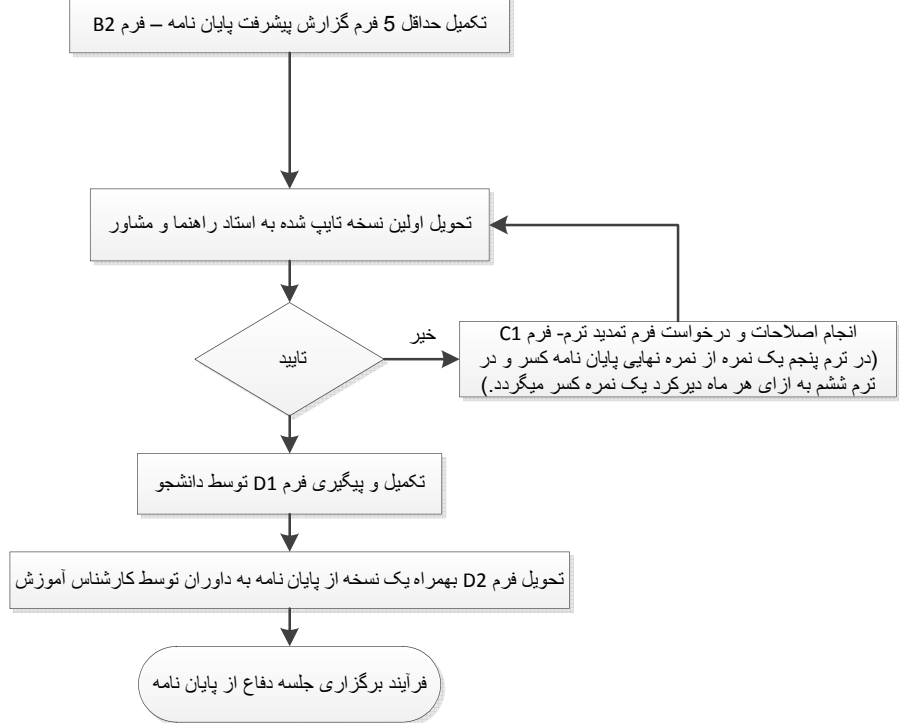 تکمیل حداقل 5 فرم گزارش پیشرفت پایان نامه – فرم B2
تحویل اولین نسخه تایپ شده به استاد راهنما و مشاور
تایید
خیر
انجام اصلاحات و درخواست فرم تمدید ترم- فرم C1
(در ترم پنجم یک نمره از نمره نهایی پایان نامه کسر و در
ترم ششم به ازای هر ماه دیرکرد یک نمره کسر میگردد.)
تکمیل و پیگیری فرم D1 توسط دانشجو
تحویل فرم D2 بهمراه یک نسخه از پایان نامه به داوران توسط کارشناس آموزش
فرآیند برگزاری جلسه دفاع از پایان نامه